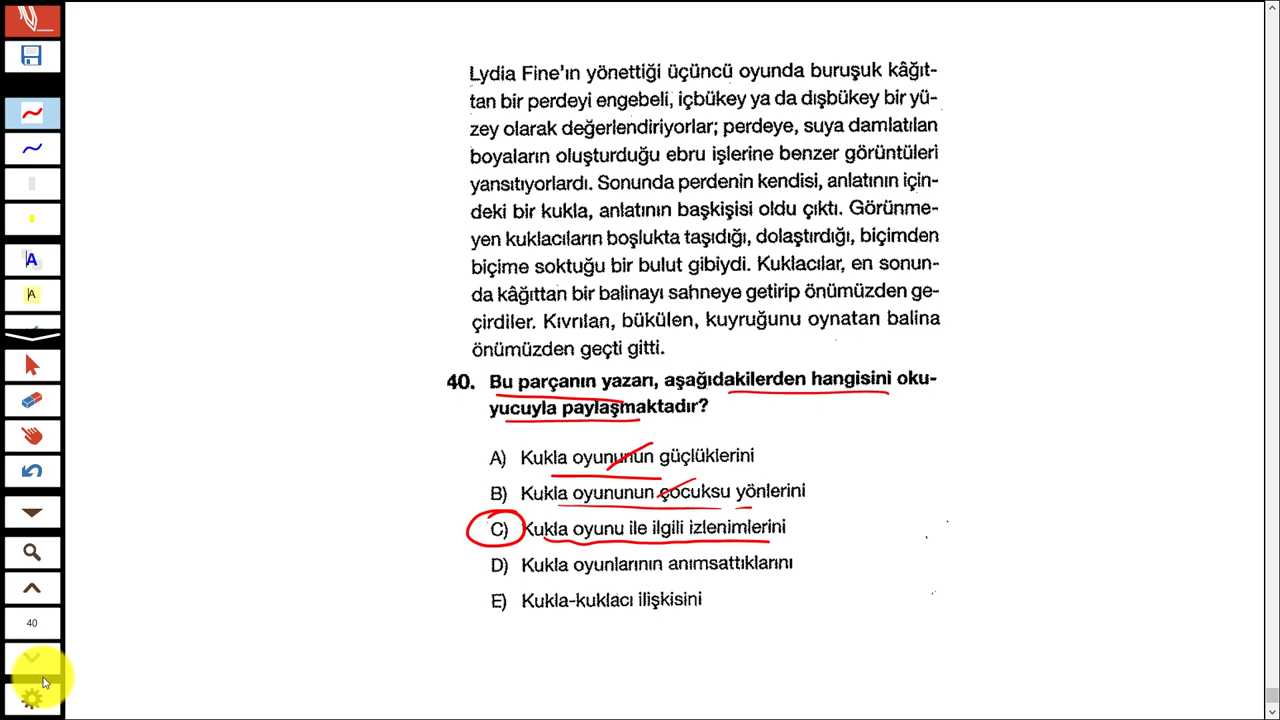 Lydia Fine'ın yönettiği üçüncü oyunda buruşuk kâğıt-
tan bir perdeyi engebeli, içbükey ya da dışbükey bir yü-
zey olarak değerlendiriyorlar; perdeye, suya damlatılan
boyaların oluşturduğu ebru işlerine benzer görüntüleri
yansıtıyorlardı. Sonunda perdenin kendisi, anlatının için-
deki bir kukla, anlatının başkişisi oldu çıktı. Görünme-
yen kuklacıların boşlukta taşıdığı, dolaştırdığı, biçimden
biçime soktuğu bir bulut gibiydi. Kuklacılar, en sonun-
da kâğıttan bir balinayı sahneye getirip önümüzden ge-
çirdiler. Kıvrılan, bükülen, kuyruğunu oynatan balina
önümüzden geçti gitti.
40. Bu parçanın yazarı, aşağıdakilerden hangisini oku-
yucuyla paylaşmaktadır?
A) Kukla oyununun güçlüklerini
B) Kukla oyununun çocuksu yönlerini
C) Kukla oyunu ile ilgili izlenimlerini
D) Kukla oyunlarının anımsattıklarını
E) Kukla-kuklacı ilişkisini
A
A
40